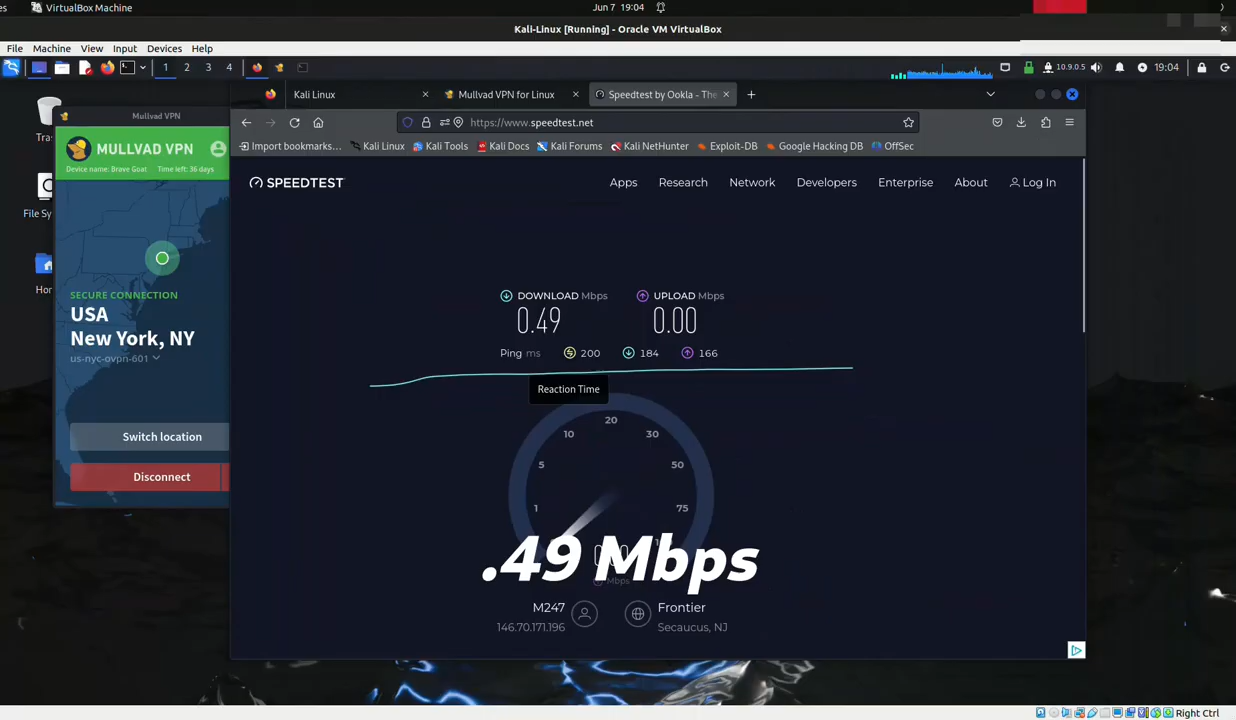 es
VirtualBox Machine
Jun 7 19:04
Kali-Linux [Running] - Oracle VM VirtualBox
File Machine View Input Devices Help
1 2 3 4
10.9.0.5
19:04
Kali Linux
Mullvad VPN for Linux
Speedtest by Ookla - The
https://www.speedtest.net
Import bookmarks...
Kali Linux
Kali Tools
Kali Docs
Kali Forums
Kali NetHunter
Exploit-DB
Google Hacking DB
OffSec
Tra
File Sy
Hor
Mullvad VPN
MULLVAD VPN
Device name: Brave Goat Time left: 36 days
SECURE CONNECTION
USA
New York, NY
us-nyc-ovpn-601
Switch location
Disconnect
SPEEDTEST
Apps
Research
Network
Developers
Enterprise
About
Log In
DOWNLOAD Mbps
UPLOAD Mbps
0.49
0.00
Ping ms 200 184 166
Reaction Time
1
5
10
20
30
50
75
.49 Mbps
Mbps
M247
146.70.171.196
Frontier
Secaucus, NJ
Right Ctrl